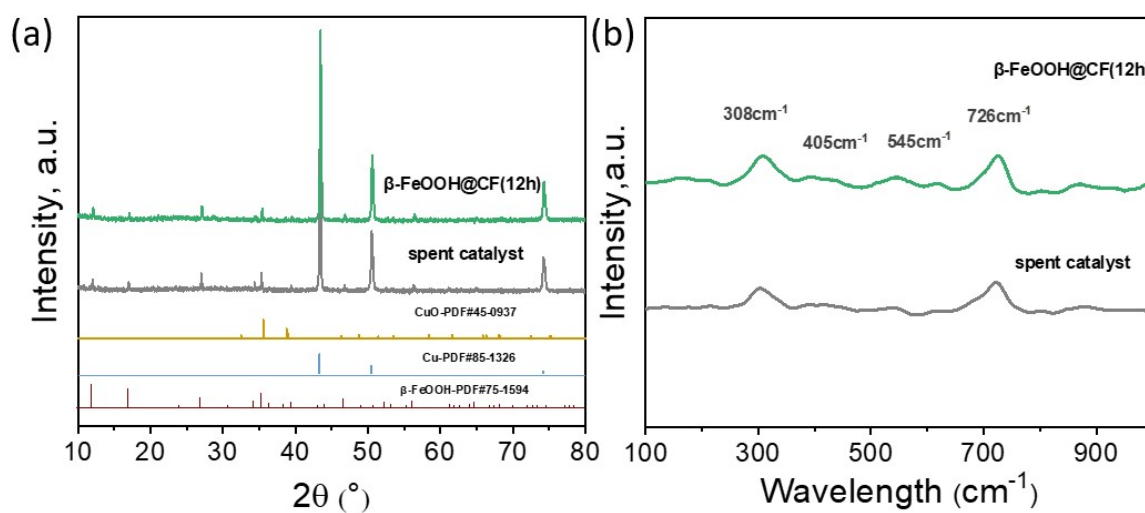 (a)
Intensity, a.u.
β-FeOOH@CF(12h)
spent catalyst
CuO-PDF#45-0937
Cu-PDF#85-1326
β-FeOOH-PDF#75-1594
10 20 30 40 50 60 70 80
2θ (°)
(b)
Intensity,a.u.
β-FeOOH@CF(12h
308cm⁻¹
405cm⁻¹
545cm⁻¹
726cm⁻¹
spent catalyst
100 300 500 700 900
Wavelength (cm⁻¹)